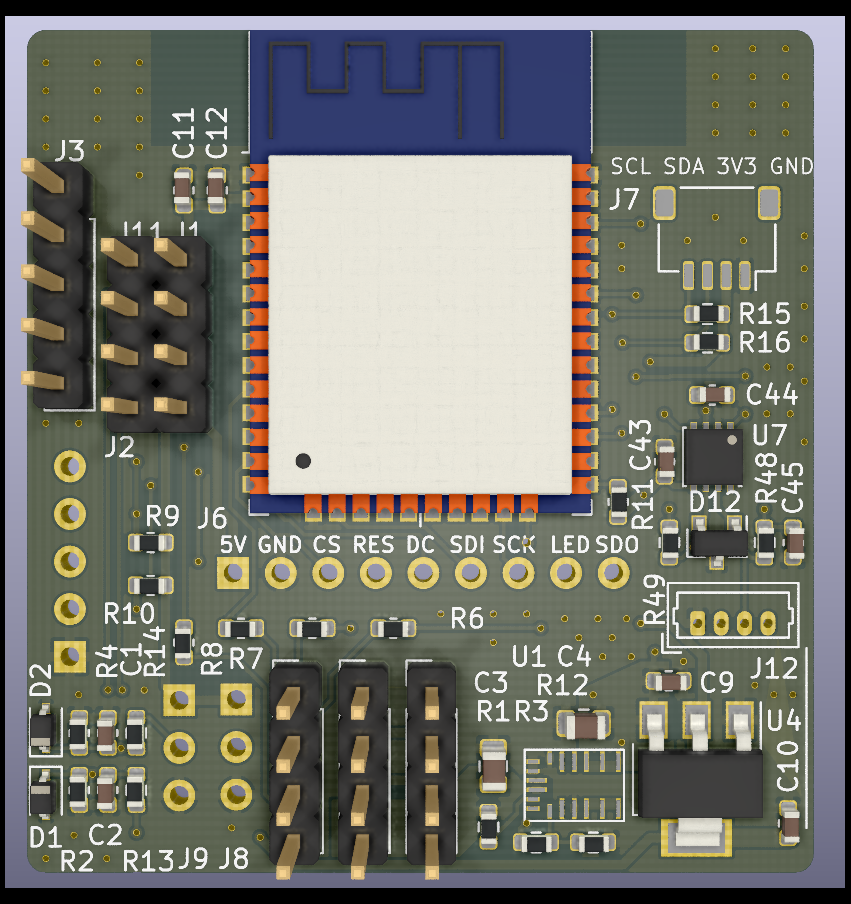 C11
C12
J3
SCL SDA 3V3 GND
J7
J11
J1
R15
R16
C44
J2
C43
U7
R48
C45
R11
D12
R9
J6
5V GND CS RES DC SDI SCK LED SDO
R49
R10
R6
R4
C1
R14
R8
R7
U1
C4
J12
D2
C3
R12
C9
R1
R3
U4
C10
D1
C2
R2
R13
J9
J8